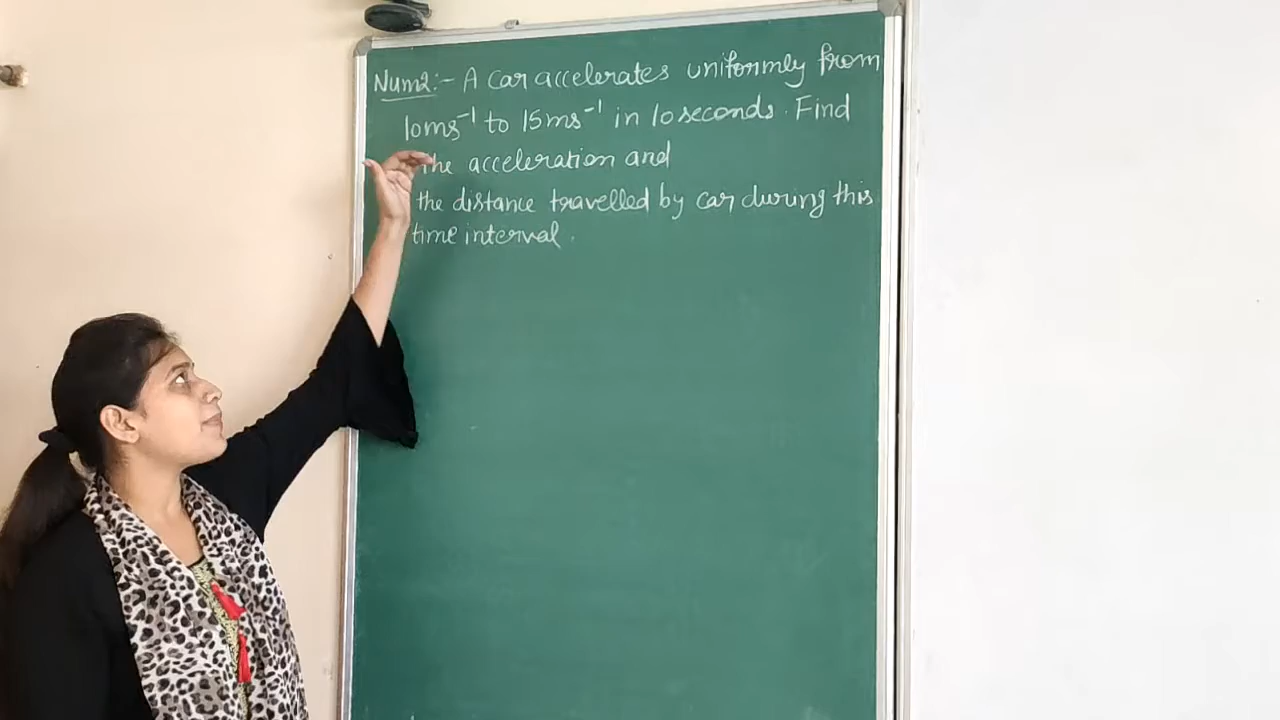 Num2:- A car accelerates uniformly from
10ms⁻¹ to 15ms⁻¹ in 10 seconds. Find
the acceleration and
the distance travelled by car during this
time interval.